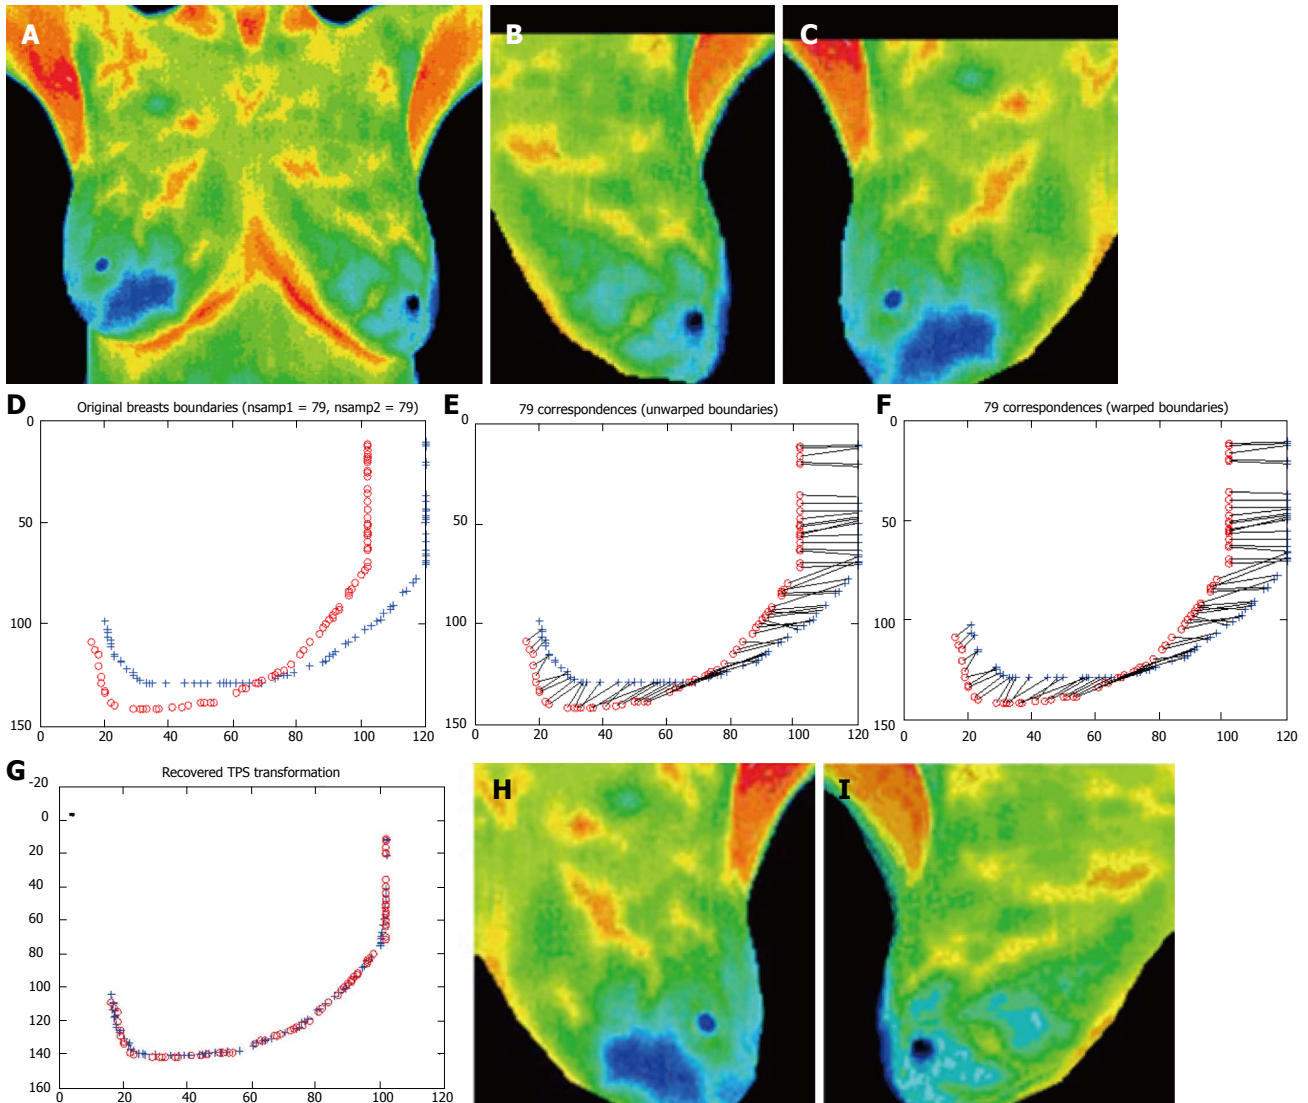 A
B
C
D
Original breasts boundaries (nsamp1 = 79, nsamp2 = 79)
0
50
100
150
0 20 40 60 80 100 120
E
79 correspondences (unwarped boundaries)
0
50
100
150
0 20 40 60 80 100 120
F
79 correspondences (warped boundaries)
0
50
100
150
0 20 40 60 80 100 120
G
Recovered TPS transformation
-20
0
20
40
60
80
100
120
140
160
0 20 40 60 80 100 120
H
I